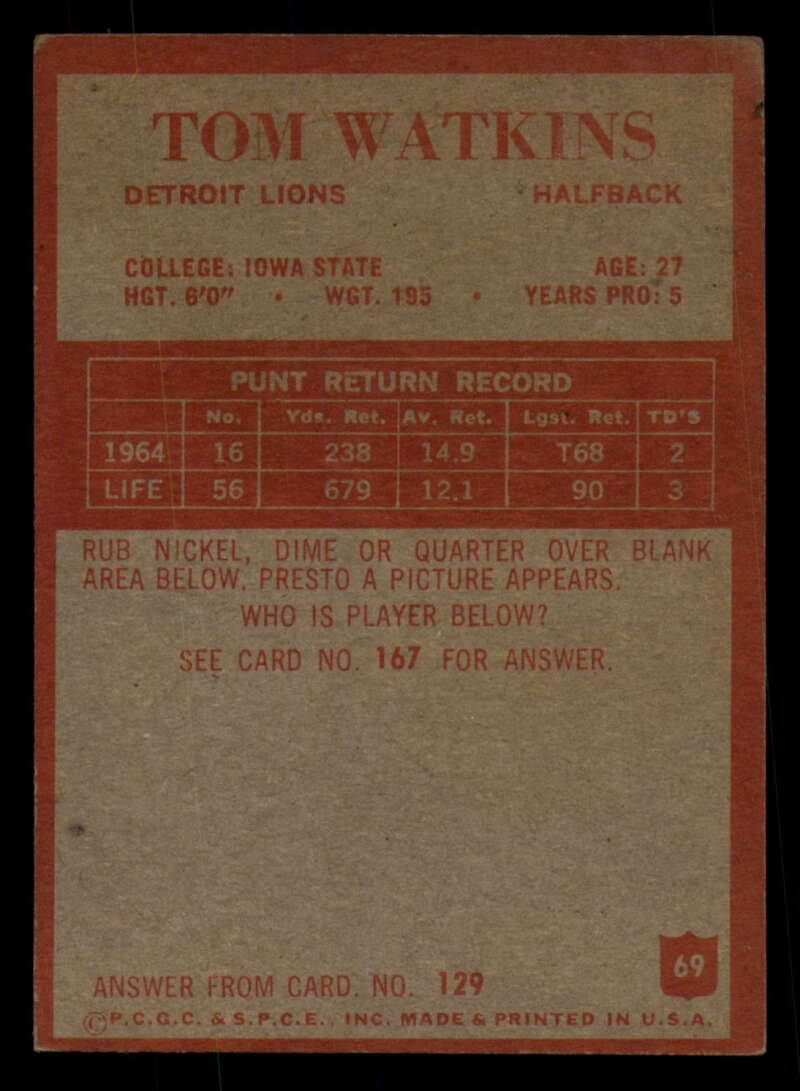 TOM WATKINS
DETROIT LIONS HALFBACK
COLLEGE: IOWA STATE AGE: 27
HGT. 6'0" • WGT. 195 • YEARS PRO: 5
PUNT RETURN RECORD
No. Yds. Ret. Av. Ret. Lgst. Ret. TD'S
1964 16 238 14.9 T68 2
LIFE 56 679 12.1 90 3
RUB NICKEL, DIME OR QUARTER OVER BLANK
AREA BELOW. PRESTO A PICTURE APPEARS.
WHO IS PLAYER BELOW?
SEE CARD NO. 167 FOR ANSWER.
69
ANSWER FROM CARD. NO. 129
©P.C.G.C. & S.P.C.E., INC. MADE & PRINTED IN U.S.A.